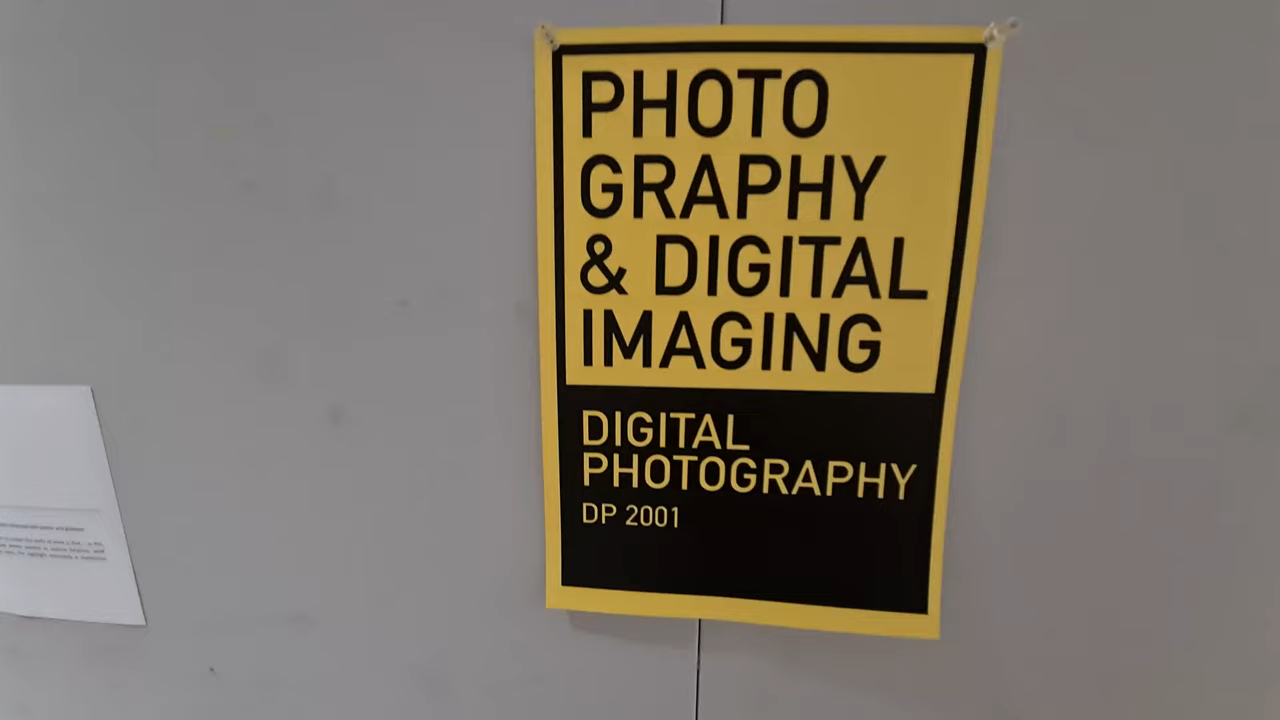 PHOTO
GRAPHY
& DIGITAL
IMAGING
DIGITAL
PHOTOGRAPHY
DP 2001